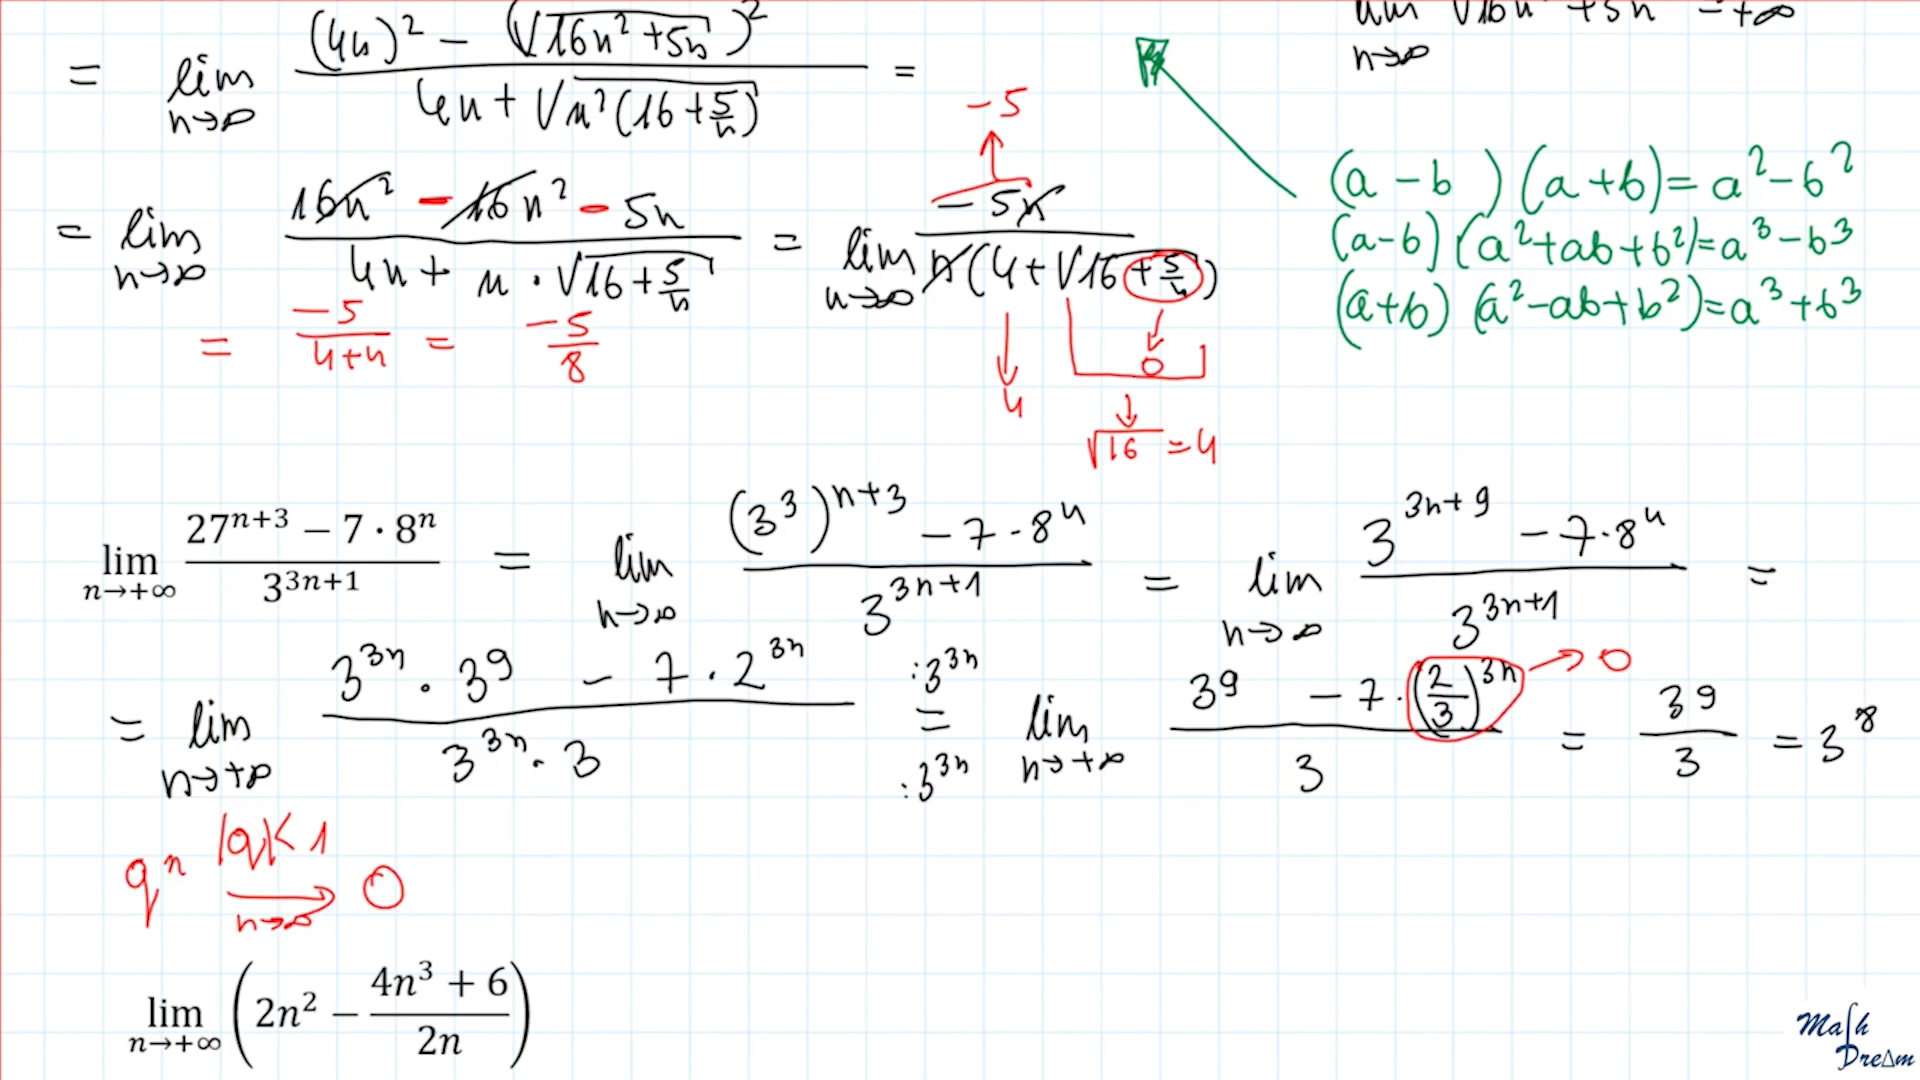 lim n→∞ √16n² + 5n = +∞
= lim n→∞ ((4n)² − (√(16n² + 5n))²) / (4n + √(n²(16 + 5/n))) =
(a − b) (a + b) = a² − b²
(a − b) (a² + ab + b²) = a³ − b³
(a + b) (a² − ab + b²) = a³ + b³
= lim n→∞ (16n² − 16n² − 5n) / (4n + n · √(16 + 5/n)) = lim n→∞ −5n / (n(4 + √(16 + 5/n)))
−5
0
4
√16 = 4
= −5/(4+4) = −5/8
lim n→+∞ (27ⁿ⁺³ − 7 · 8ⁿ) / 3³ⁿ⁺¹ = lim n→∞ ((3³)ⁿ⁺³ − 7 · 8ⁿ) / 3³ⁿ⁺¹ = lim n→∞ (3³ⁿ⁺⁹ − 7 · 8ⁿ) / 3³ⁿ⁺¹ =
= lim n→+∞ (3³ⁿ · 3⁹ − 7 · 2³ⁿ) / (3³ⁿ · 3) :3³ⁿ = :3³ⁿ lim n→+∞ (3⁹ − 7 · (2/3)³ⁿ) / 3 = 3⁹/3 = 3⁸
→ 0
qⁿ |q|<1 → n→∞ 0
lim n→+∞ (2n² − (4n³ + 6)/2n)
Math
Dream